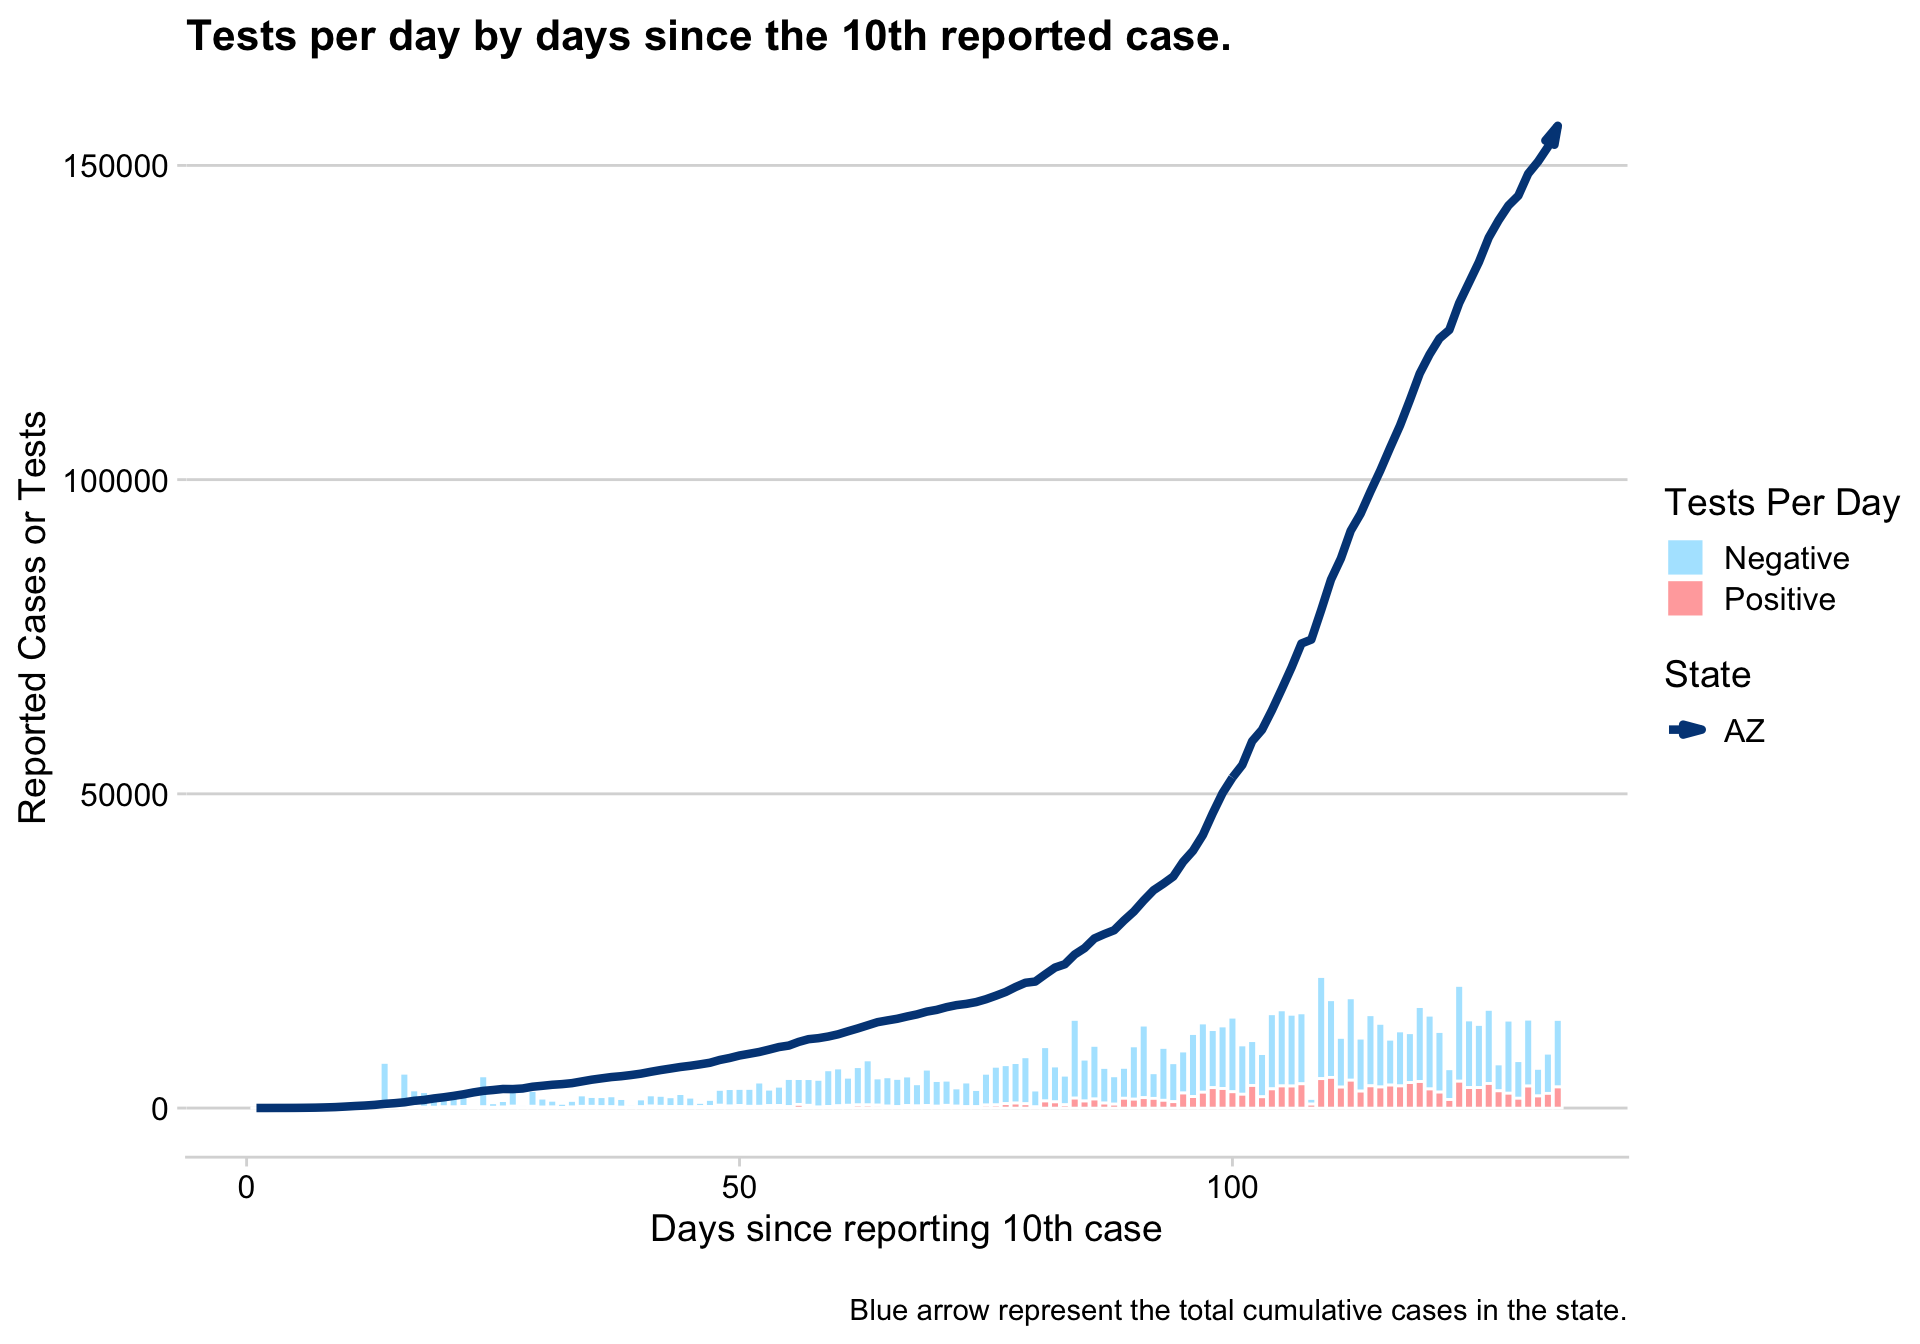 Tests per day by days since the 10th reported case.
150000
100000
50000
0
Reported Cases or Tests
0 50 100
Days since reporting 10th case
Tests Per Day
Negative
Positive
State
AZ
Blue arrow represent the total cumulative cases in the state.